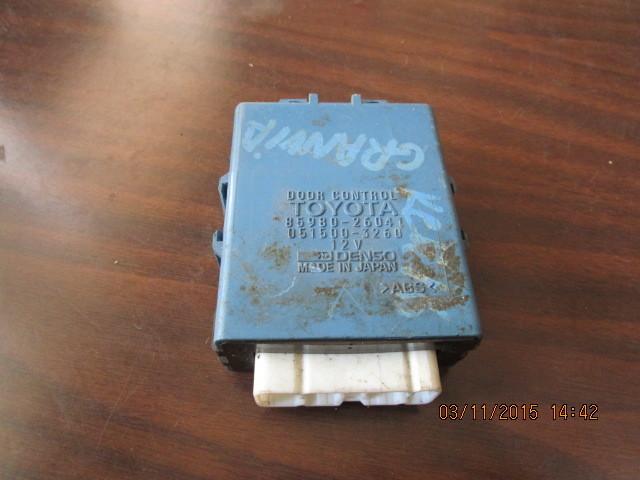 GRANVIA
DOOR CONTROL
TOYOTA
85980-26041
051500-3260
12V
DENSO
MADE IN JAPAN
>ABS<
03/11/2015 14:42